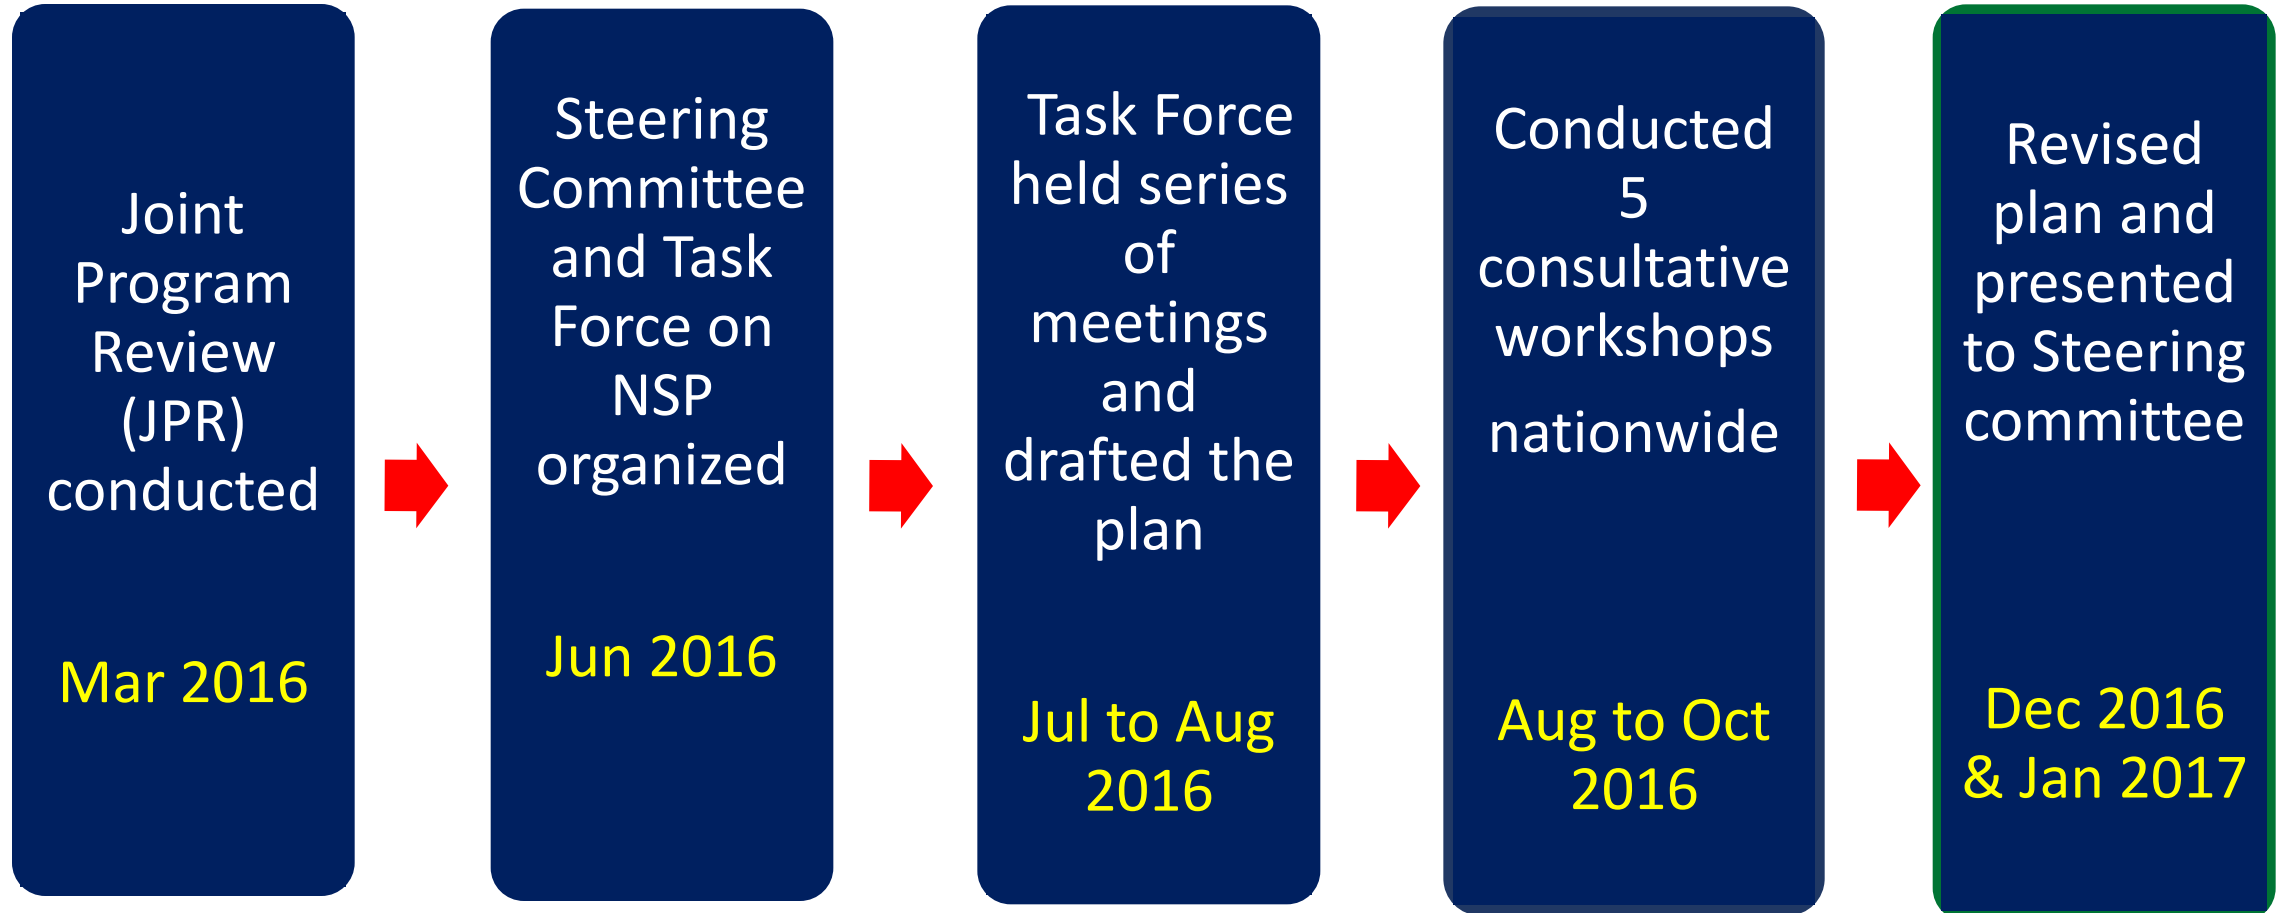 Joint
Program
Review
(JPR)
conducted
Mar 2016
Steering
Committee
and Task
Force on
NSP
organized
Jun 2016
Task Force
held series
of
meetings
and
drafted the
plan
Jul to Aug
2016
Conducted
5
consultative
workshops
nationwide
Aug to Oct
2016
Revised
plan and
presented
to Steering
committee
Dec 2016
& Jan 2017